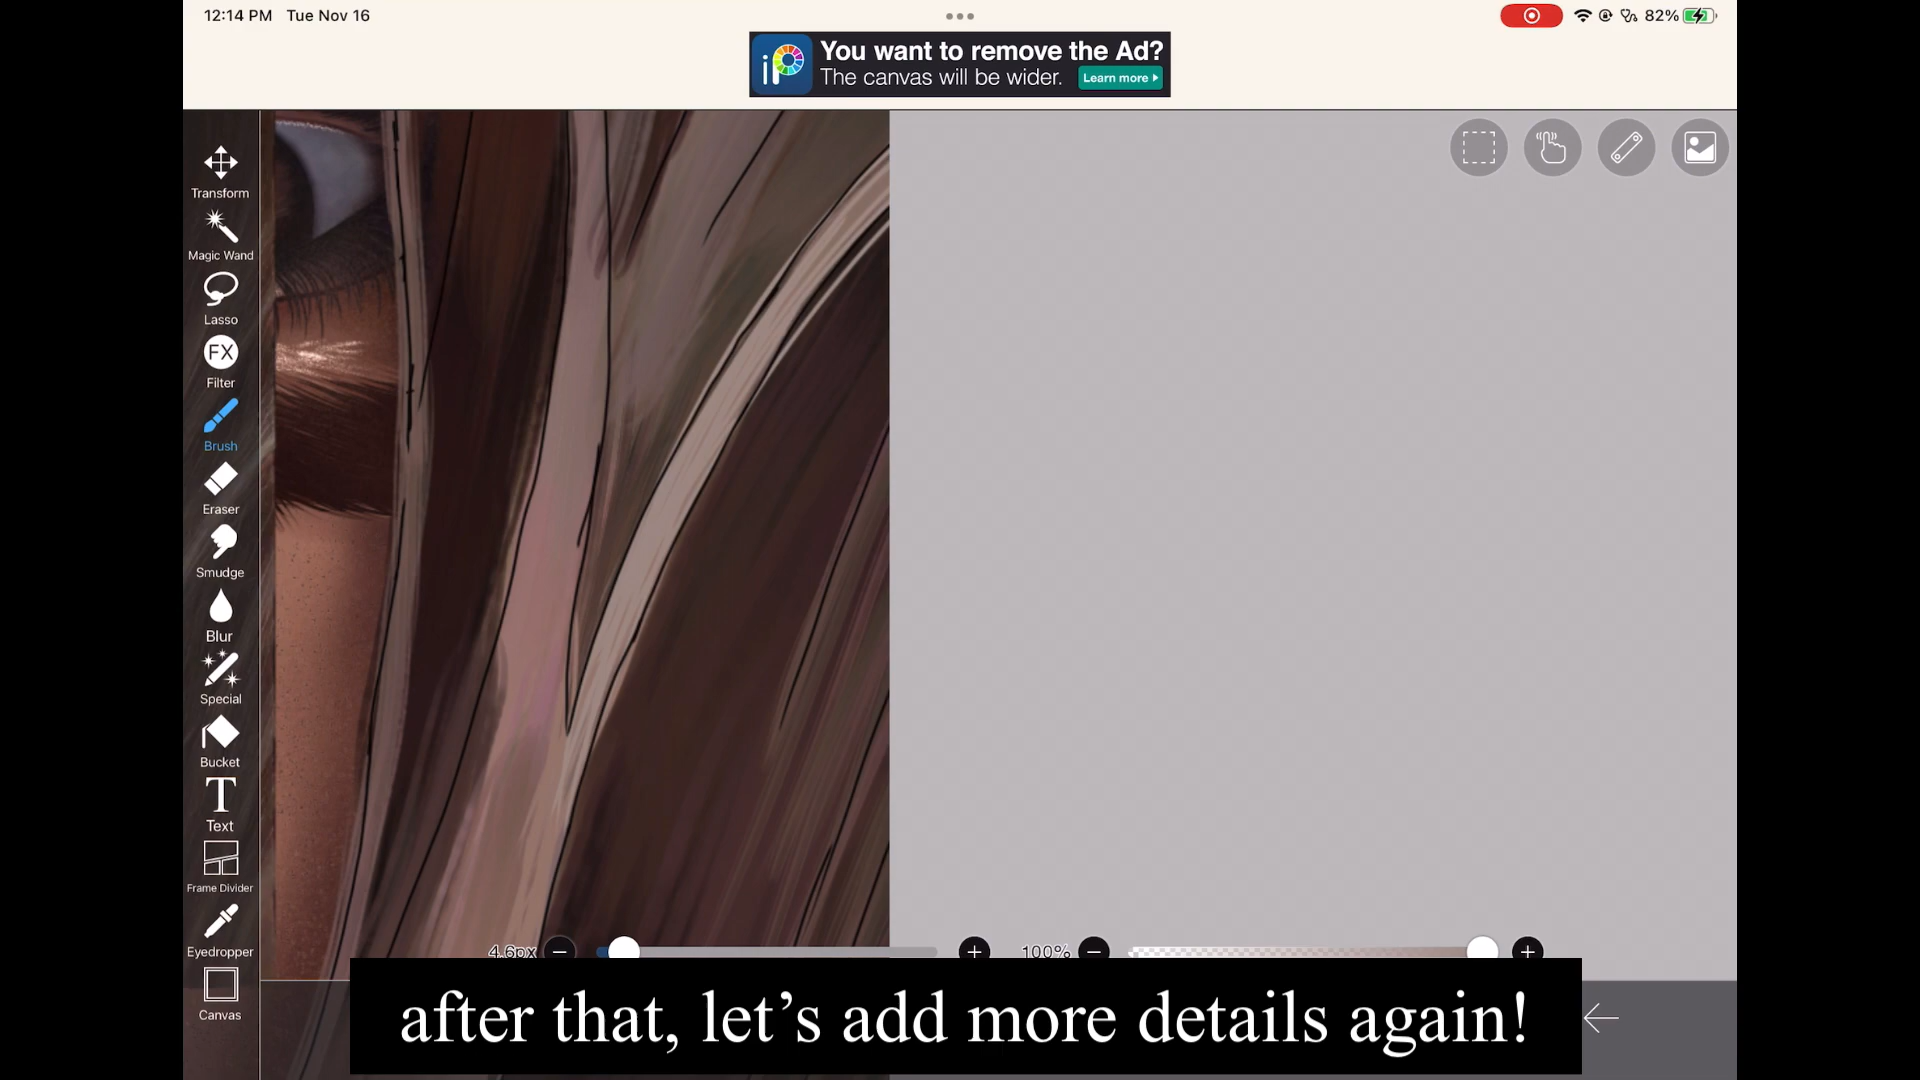 12:14 PM Tue Nov 16
82%
iP
You want to remove the Ad?
The canvas will be wider. Learn more
Transform
Magic Wand
Lasso
FX
Filter
Brush
Eraser
Smudge
Blur
Special
Bucket
T
Text
Frame Divider
Eyedropper
Canvas
4.6px
100%
after that, let’s add more details again!